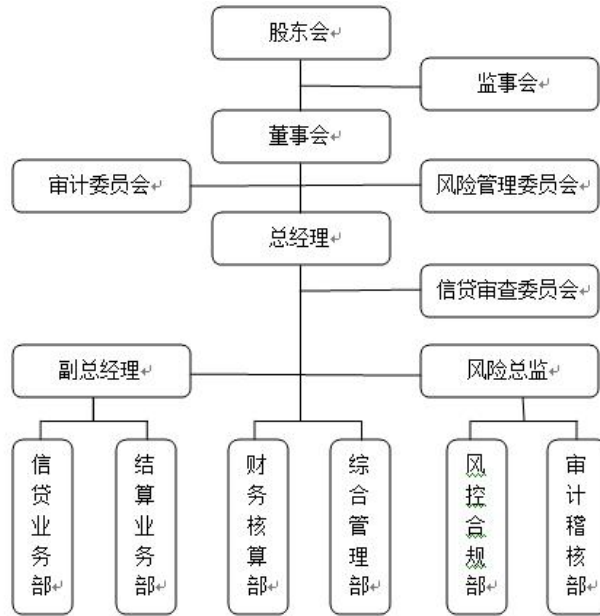 股东会
监事会
董事会
审计委员会
风险管理委员会
总经理
信贷审查委员会
副总经理
风险总监
信贷业务部
结算业务部
财务核算部
综合管理部
风控合规部
审计稽核部